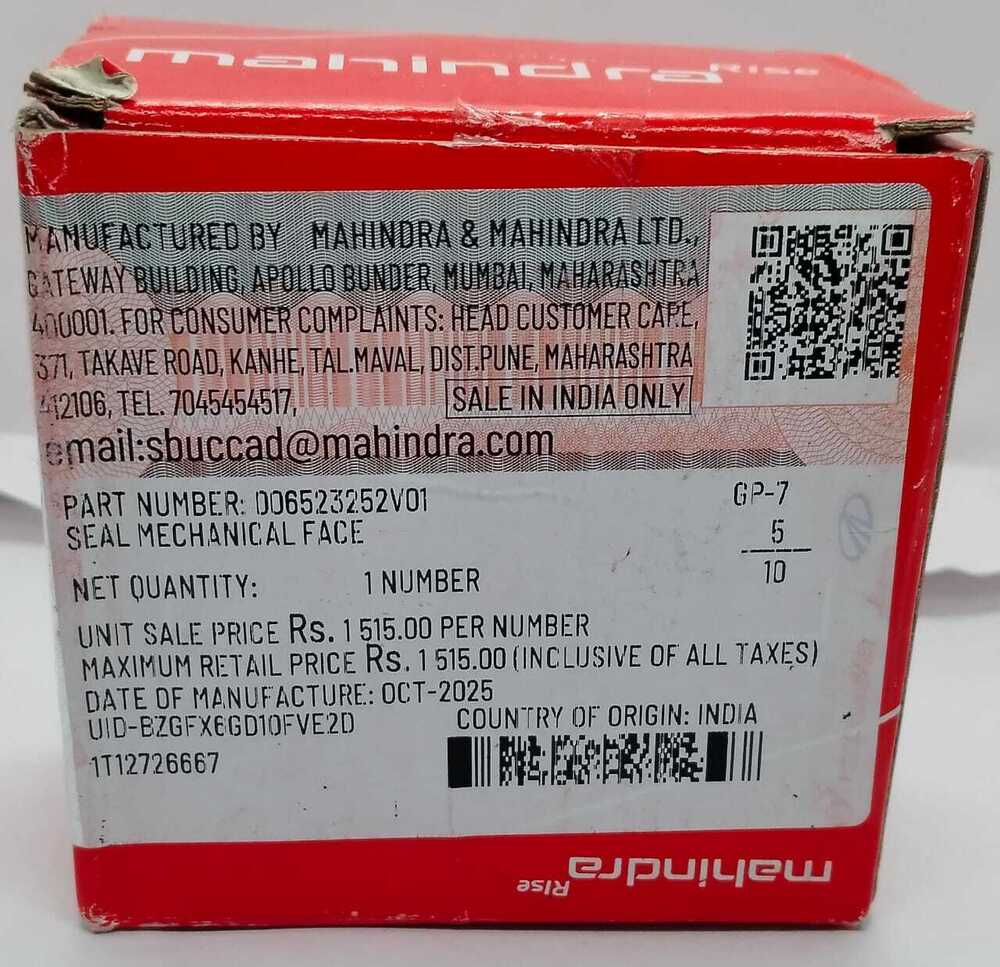 mahindra Rise
MANUFACTURED BY MAHINDRA & MAHINDRA LTD.,
GATEWAY BUILDING, APOLLO BUNDER, MUMBAI, MAHARASHTRA
400001. FOR CONSUMER COMPLAINTS: HEAD CUSTOMER CARE,
371, TAKAVE ROAD, KANHE, TAL.MAVAL, DIST.PUNE, MAHARASHTRA
412106, TEL. 7045454517,
SALE IN INDIA ONLY
email:sbuccad@mahindra.com
PART NUMBER: 006523252V01
GP-7
SEAL MECHANICAL FACE
5
10
NET QUANTITY: 1 NUMBER
UNIT SALE PRICE Rs. 1515.00 PER NUMBER
MAXIMUM RETAIL PRICE Rs. 1515.00 (INCLUSIVE OF ALL TAXES)
DATE OF MANUFACTURE: OCT-2025
UID-BZGFX6GD10FVE2D
COUNTRY OF ORIGIN: INDIA
1T12726667
mahindra Rise